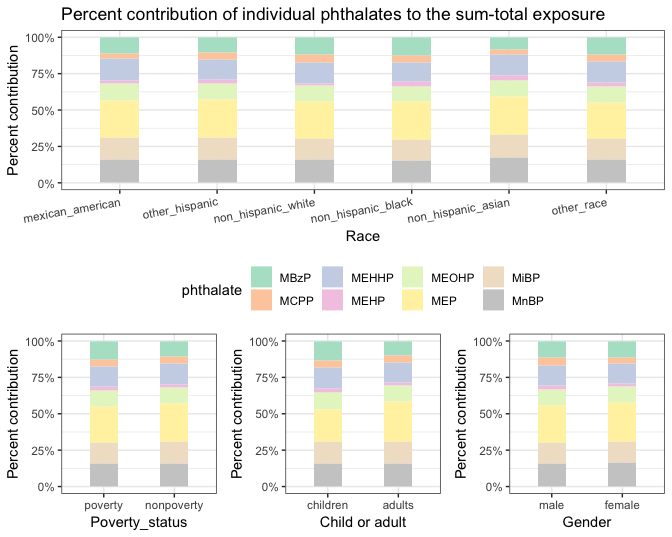 Percent contribution of individual phthalates to the sum-total exposure
Percent contribution
100%
75%
50%
25%
0%
mexican_american
other_hispanic
non_hispanic_white
non_hispanic_black
non_hispanic_asian
other_race
Race
phthalate
MBzP
MEHHP
MEOHP
MiBP
MCPP
MEHP
MEP
MnBP
Percent contribution
100%
75%
50%
25%
0%
poverty
nonpoverty
Poverty_status
Percent contribution
100%
75%
50%
25%
0%
children
adults
Child or adult
Percent contribution
100%
75%
50%
25%
0%
male
female
Gender